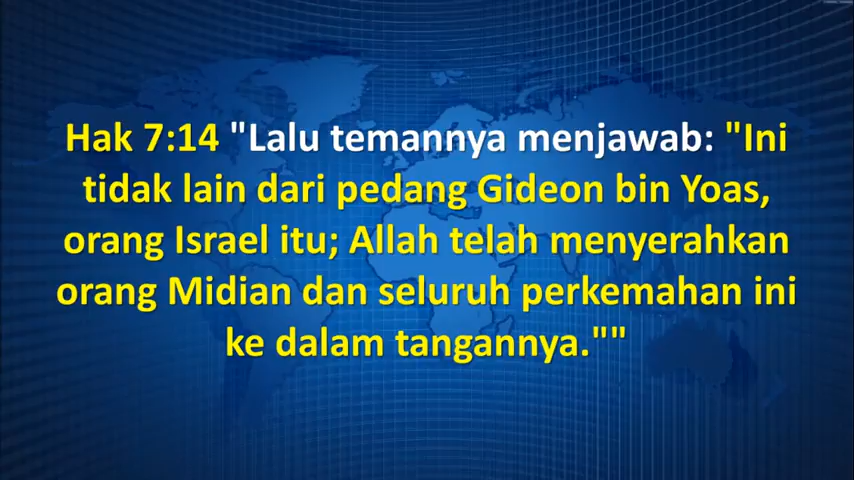 Hak 7:14 "Lalu temannya menjawab: "Ini
tidak lain dari pedang Gideon bin Yoas,
orang Israel itu; Allah telah menyerahkan
orang Midian dan seluruh perkemahan ini
ke dalam tangannya.""